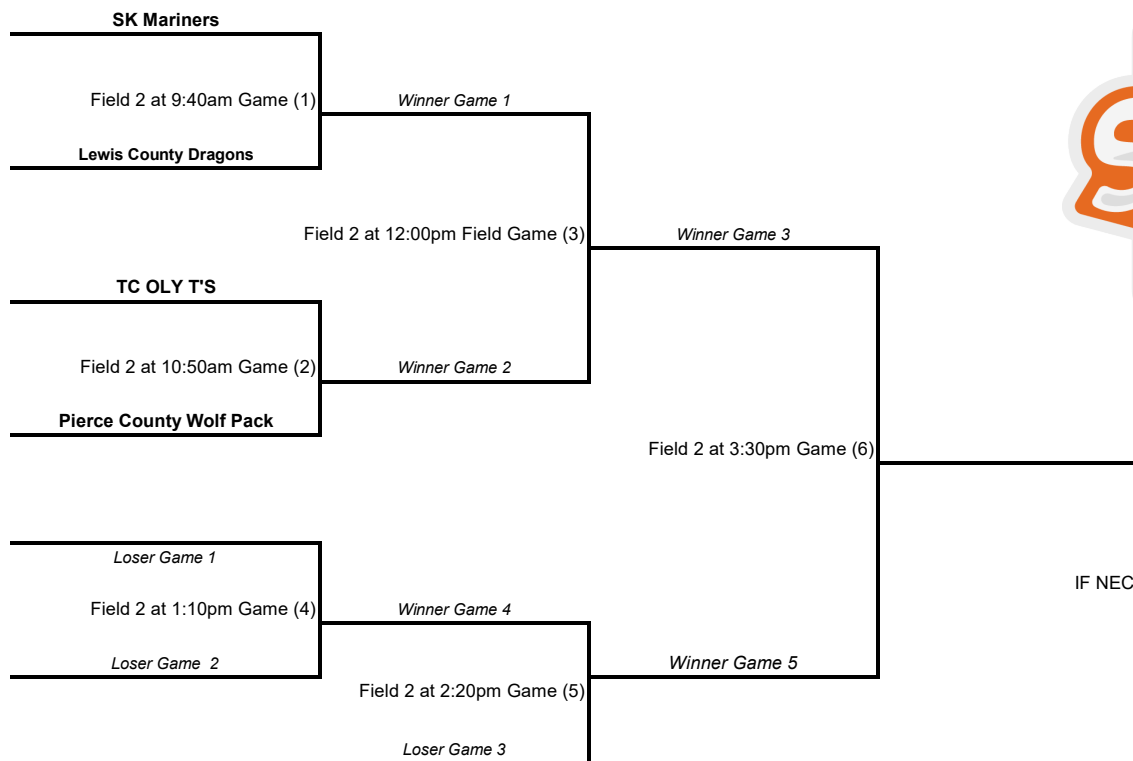 SK Mariners
Field 2 at 9:40am Game (1)
Winner Game 1
Lewis County Dragons
Field 2 at 12:00pm Field Game (3)
Winner Game 3
TC OLY T'S
Field 2 at 10:50am Game (2)
Winner Game 2
Pierce County Wolf Pack
Field 2 at 3:30pm Game (6)
Loser Game 1
IF NEC
Field 2 at 1:10pm Game (4)
Winner Game 4
Loser Game 2
Winner Game 5
Field 2 at 2:20pm Game (5)
Loser Game 3